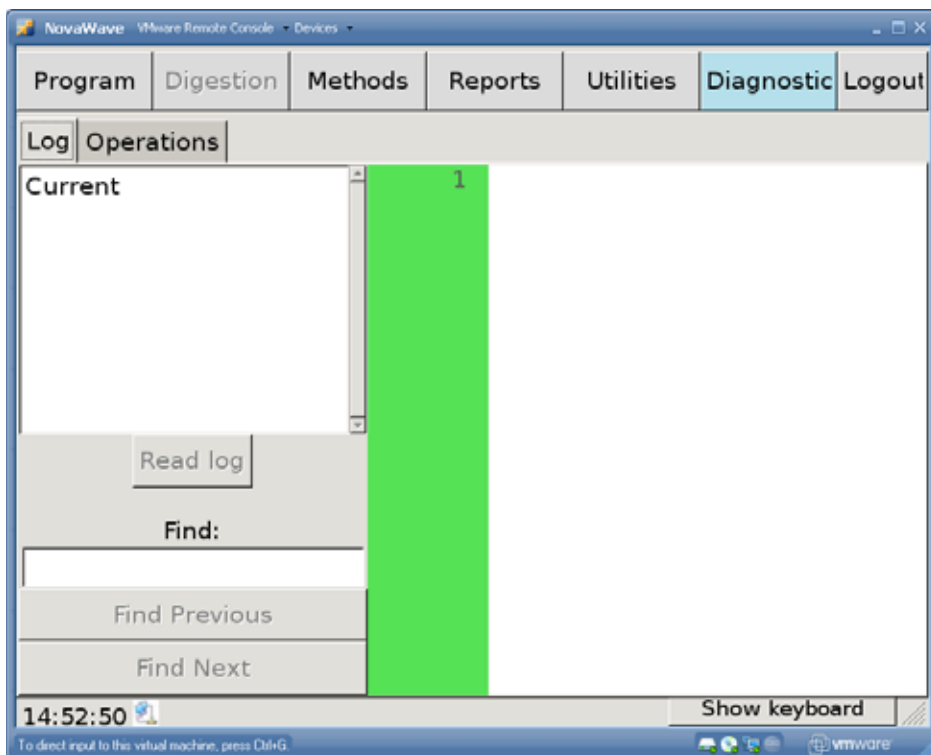 NovaWave VMware Remote Console Devices
Program Digestion Methods Reports Utilities Diagnostic Logout
Log Operations
Current
1
Read log
Find:
Find Previous
Find Next
14:52:50 Show keyboard
To direct input to this virtual machine, press Ctrl+G. vmware